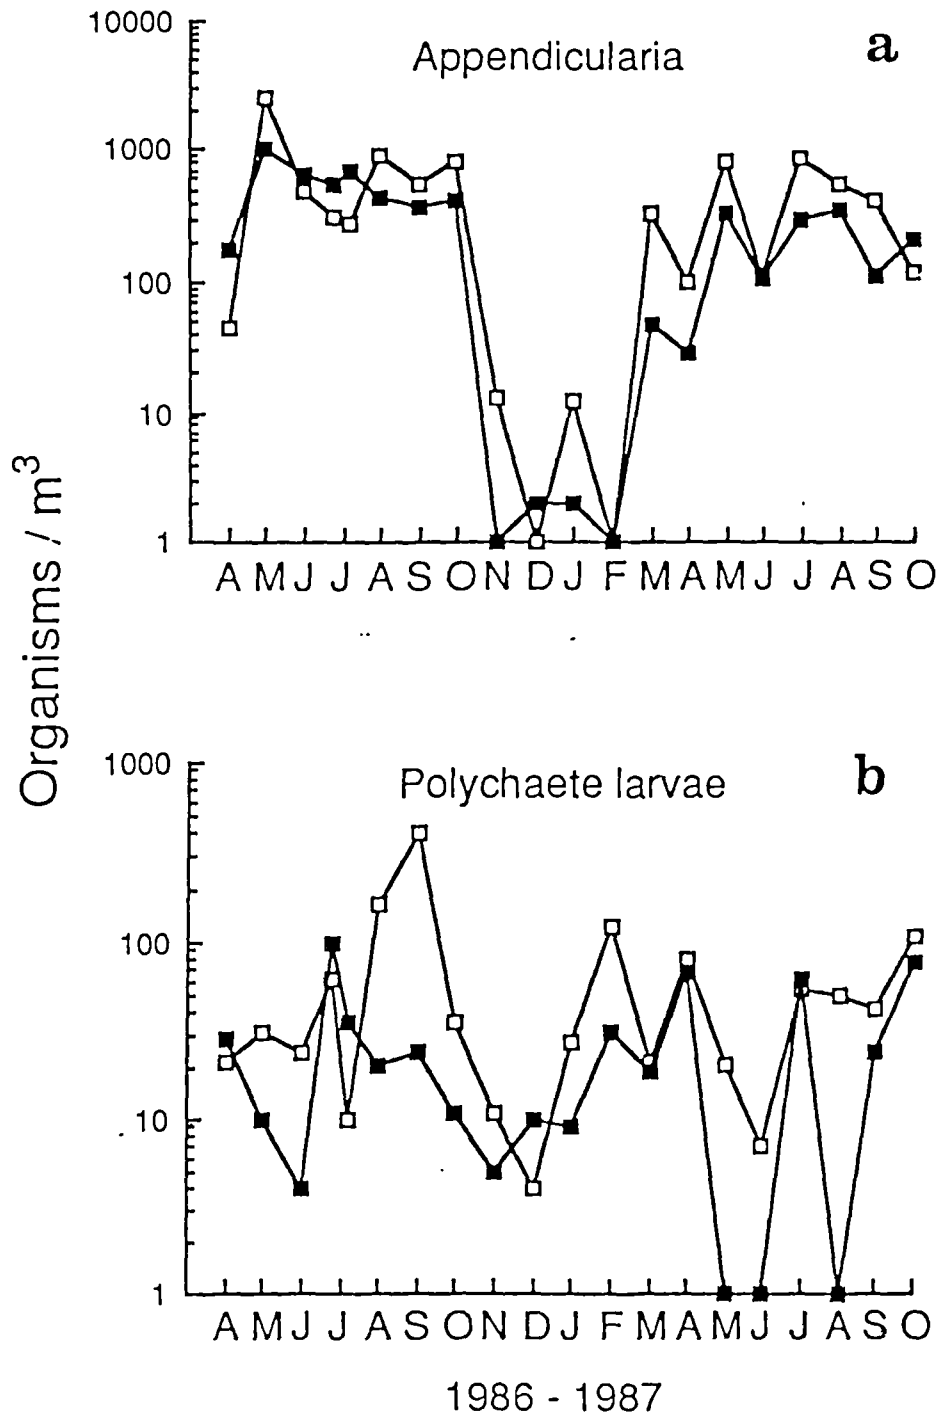 10000
Appendicularia
a
1000
100
10
1
A M J J A S O N D J F M A M J J A S O
Organisms / m³
1000
Polychaete larvae
b
100
10
1
A M J J A S O N D J F M A M J J A S O
1986 - 1987